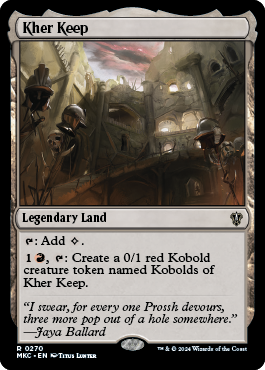 Kher Keep
Legendary Land
: Add .
1 , : Create a 0/1 red Kobold
creature token named Kobolds of
Kher Keep.
“I swear, for every one Prossh devours,
three more pop out of a hole somewhere.”
—Jaya Ballard
R 0270
MKC • EN Titus Lunter
™ & © 2024 Wizards of the Coast